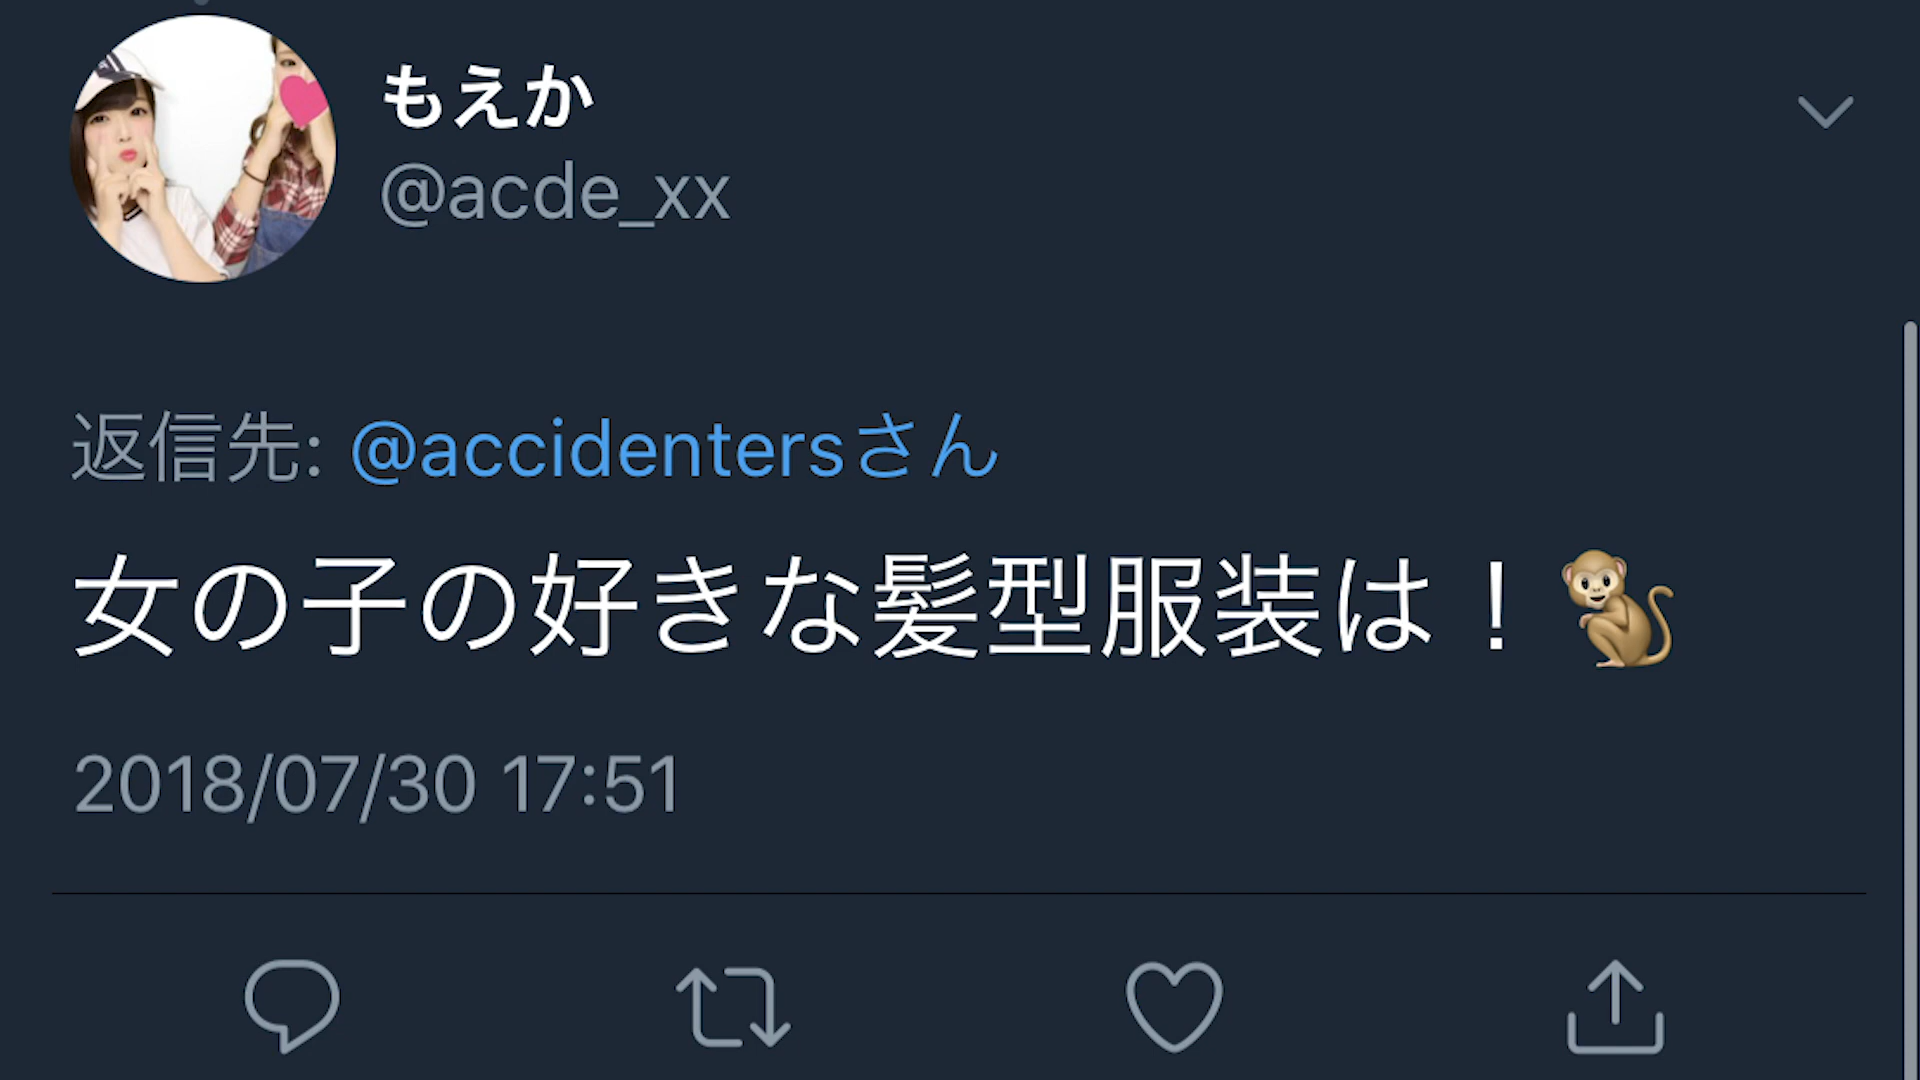 もえか
@acde_xx
返信先: @accidentersさん
女の子の好きな髪型服装は！🐒
2018/07/30 17:51